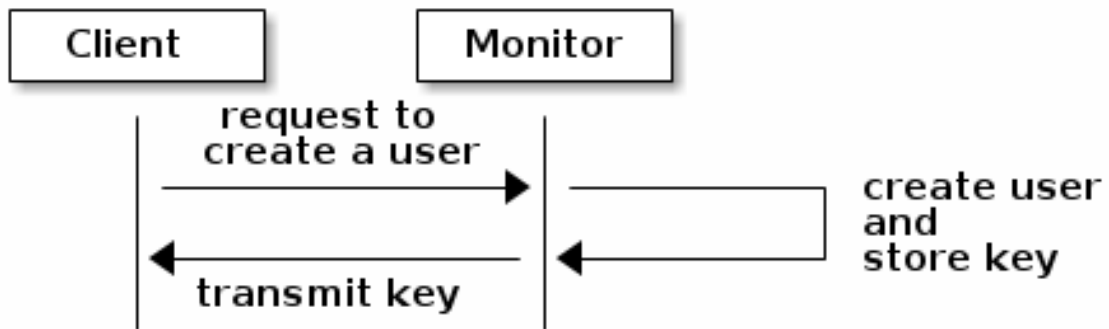 Client
Monitor
request to
create a user
create user
and
store key
transmit key